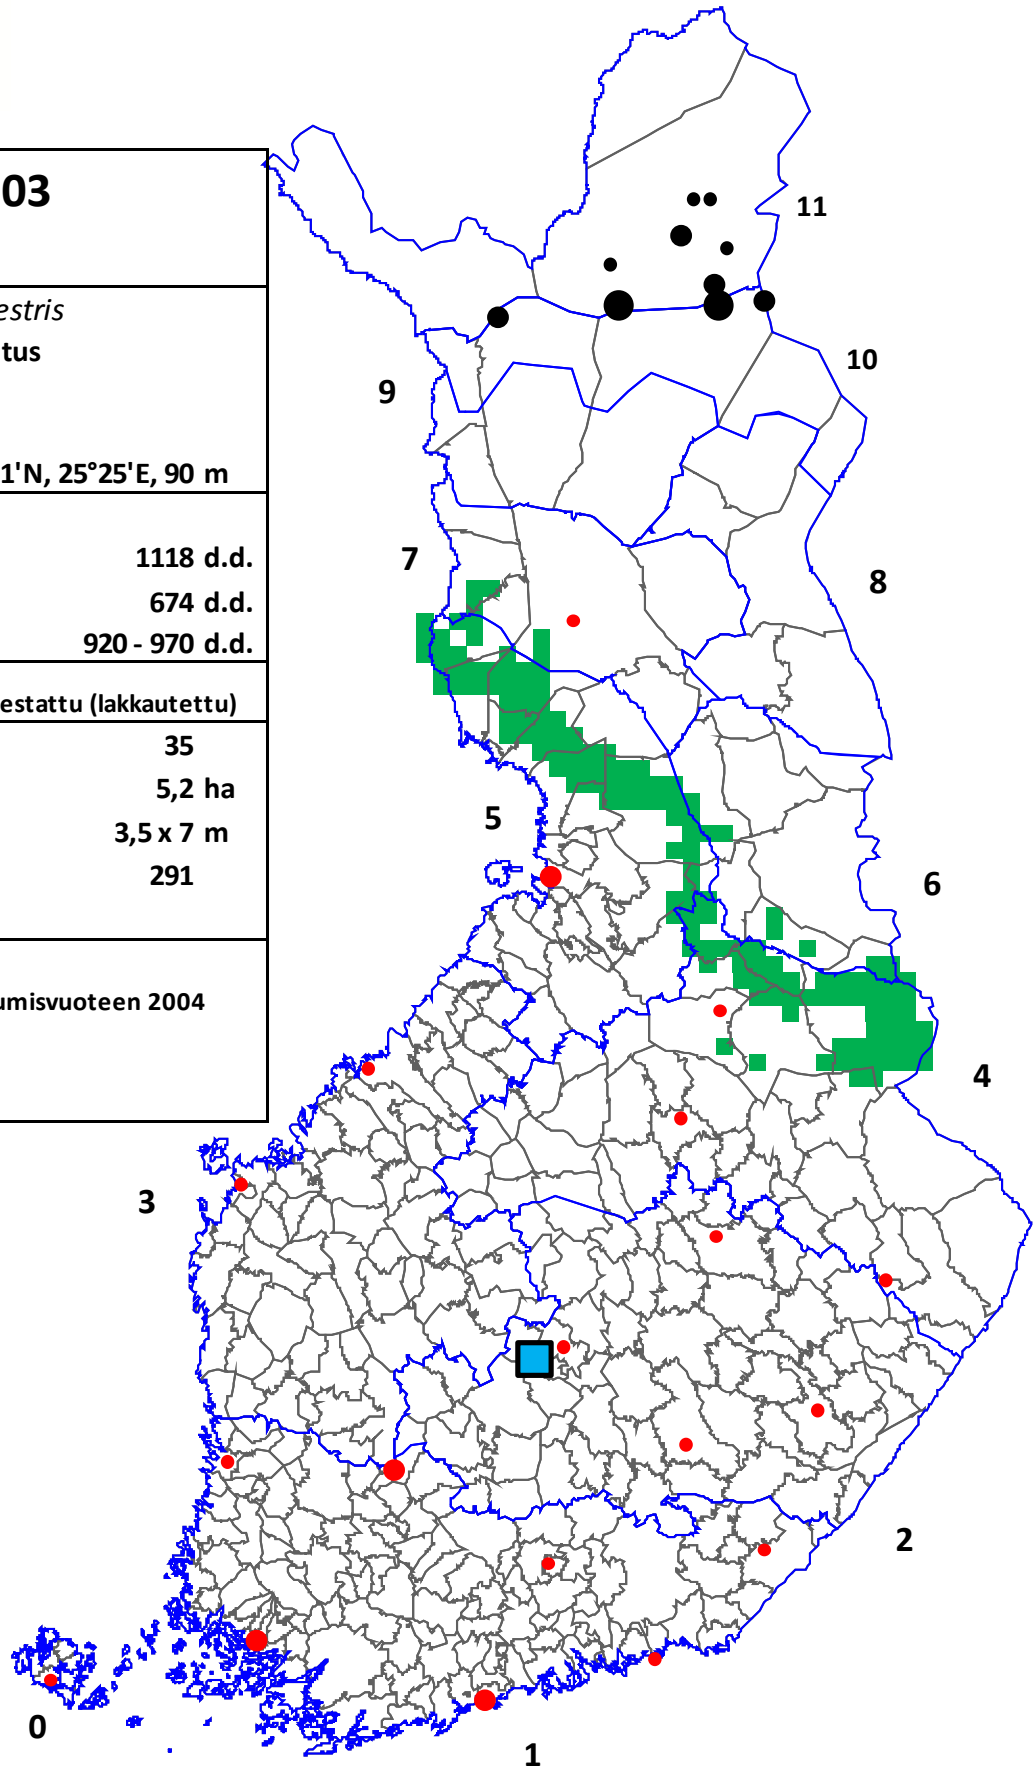 03
estris
tus
1'N, 25°25'E, 90 m
1118 d.d.
674 d.d.
920 - 970 d.d.
estattu (lakkautettu)
35
5,2 ha
3,5 x 7 m
291
umisvuoteen 2004
11
10
9
8
7
6
5
4
3
2
1
0